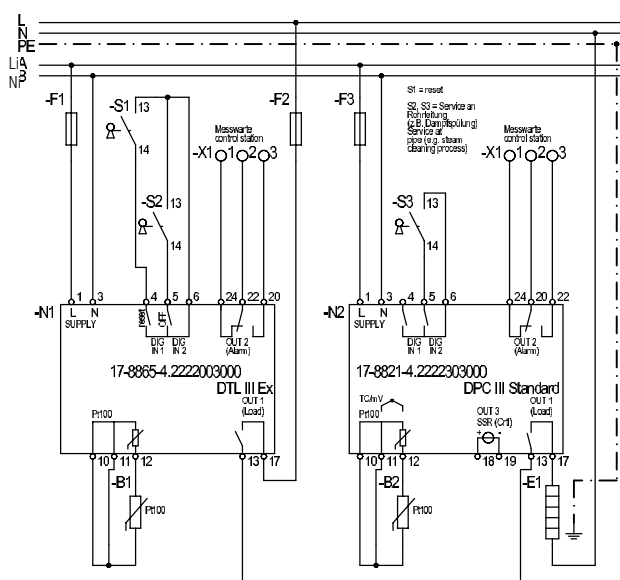 L
N
PE
LiA
B
Ni
-F1
-S1
13
14
-F2
-F3
S1 = reset
S2, S3 = Service an
Rohrleitung
(z.B. Dampfspülung)
Service at
pipe (e.g. steam
cleaning process)
Messwarte
control station
-X1 1 2 3
Messwarte
control station
-X1 1 2 3
-S2
13
14
-S3
13
14
-N1
1 3 4 5 6 24 22 20
L N
SUPPLY
reset
OFF
DIG
IN 1
DIG
IN 2
OUT 2
(Alarm)
17-8865-4.2222003000
DTL III Ex
Pt100
OUT 1
(Load)
10 11 12 13 17
-B1
Pt100
-N2
1 3 4 5 6 24 20 22
L N
SUPPLY
DIG
IN 1
DIG
IN 2
OUT 2
(Alarm)
17-8821-4.2222303000
DPC III Standard
TC/mV
Pt100
OUT 3
SSR (Crtl)
+ -
OUT 1
(Load)
10 11 12 18 19 13 17
-B2
Pt100
-E1